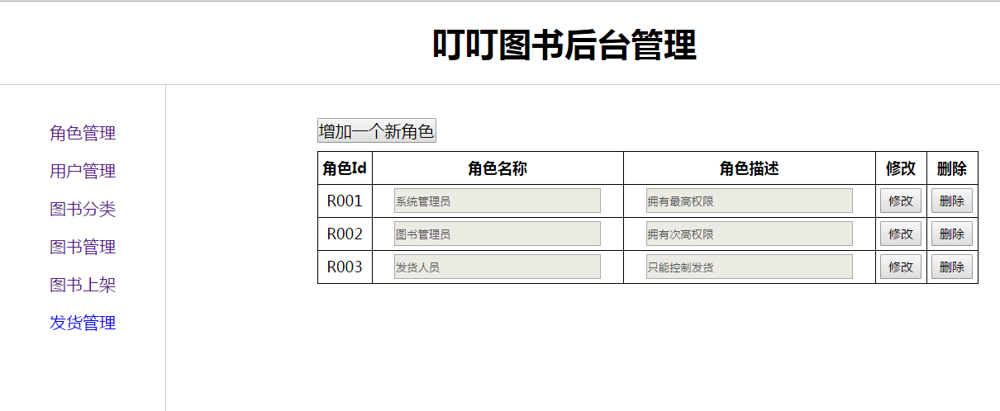 叮叮图书后台管理
角色管理
用户管理
图书分类
图书管理
图书上架
发货管理
增加一个新角色
角色Id 角色名称 角色描述 修改 删除
R001 系统管理员 拥有最高权限 修改 删除
R002 图书管理员 拥有次高权限 修改 删除
R003 发货人员 只能控制发货 修改 删除